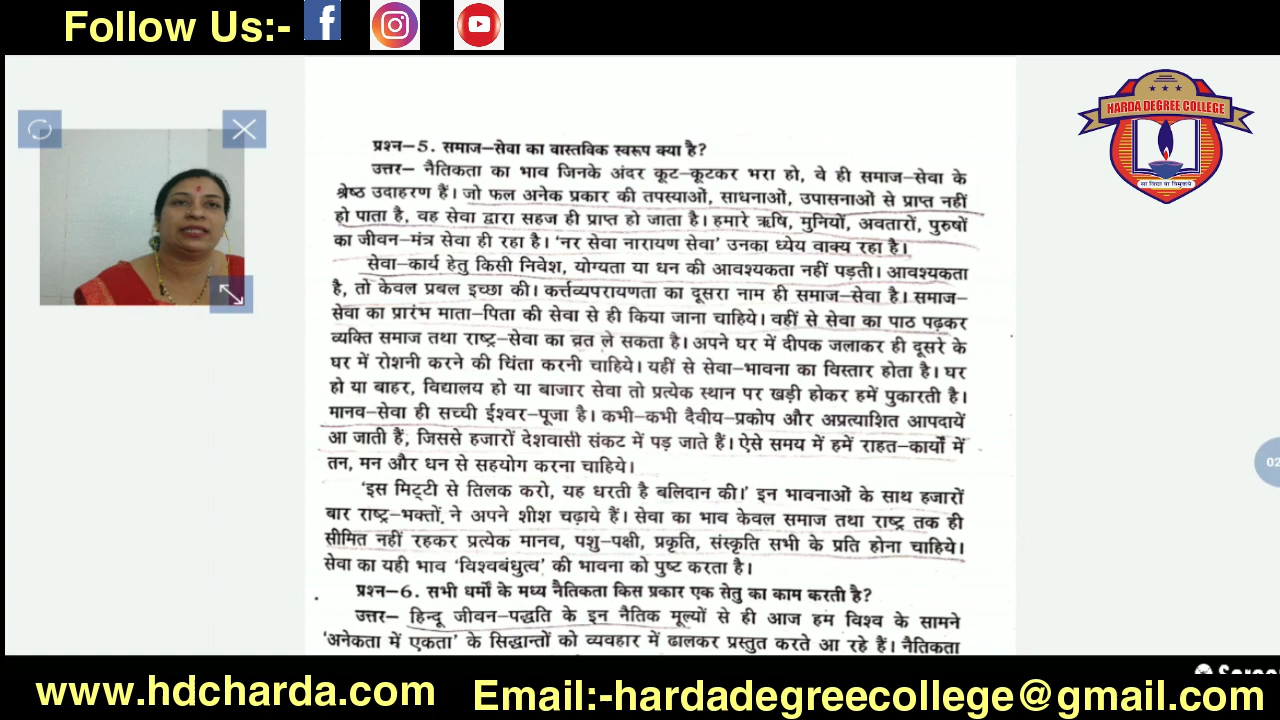 Follow Us:-
HARDA DEGREE COLLEGE
सा विद्या या विमुक्तये
प्रश्न–5. समाज–सेवा का वास्तविक स्वरूप क्या है?
उत्तर– नैतिकता का भाव जिनके अंदर कूट–कूटकर भरा हो, वे ही समाज–सेवा के
श्रेष्ठ उदाहरण हैं। जो फल अनेक प्रकार की तपस्याओं, साधनाओं, उपासनाओं से प्राप्त नहीं
हो पाता है, वह सेवा द्वारा सहज ही प्राप्त हो जाता है। हमारे ऋषि, मुनियों, अवतारों, पुरुषों
का जीवन–मंत्र सेवा ही रहा है। 'नर सेवा नारायण सेवा' उनका ध्येय वाक्य रहा है।
सेवा–कार्य हेतु किसी निवेश, योग्यता या धन की आवश्यकता नहीं पड़ती। आवश्यकता
है, तो केवल प्रबल इच्छा की। कर्त्तव्यपरायणता का दूसरा नाम ही समाज–सेवा है। समाज–
सेवा का प्रारंभ माता–पिता की सेवा से ही किया जाना चाहिये। वहीं से सेवा का पाठ पढ़कर
व्यक्ति समाज तथा राष्ट्र–सेवा का व्रत ले सकता है। अपने घर में दीपक जलाकर ही दूसरे के
घर में रोशनी करने की चिंता करनी चाहिये। यहीं से सेवा–भावना का विस्तार होता है। घर
हो या बाहर, विद्यालय हो या बाजार सेवा तो प्रत्येक स्थान पर खड़ी होकर हमें पुकारती है।
मानव–सेवा ही सच्ची ईश्वर–पूजा है। कभी–कभी दैवीय–प्रकोप और अप्रत्याशित आपदायें
आ जाती हैं, जिससे हजारों देशवासी संकट में पड़ जाते हैं। ऐसे समय में हमें राहत–कार्यों में
तन, मन और धन से सहयोग करना चाहिये।
'इस मिट्टी से तिलक करो, यह धरती है बलिदान की।' इन भावनाओं के साथ हजारों
बार राष्ट्र–भक्तों ने अपने शीश चढ़ाये हैं। सेवा का भाव केवल समाज तथा राष्ट्र तक ही
सीमित नहीं रहकर प्रत्येक मानव, पशु–पक्षी, प्रकृति, संस्कृति सभी के प्रति होना चाहिये।
सेवा का यही भाव 'विश्वबंधुत्व' की भावना को पुष्ट करता है।
प्रश्न–6. सभी धर्मों के मध्य नैतिकता किस प्रकार एक सेतु का काम करती है?
उत्तर– हिन्दू जीवन–पद्धति के इन नैतिक मूल्यों से ही आज हम विश्व के सामने
'अनेकता में एकता' के सिद्धान्तों को व्यवहार में ढालकर प्रस्तुत करते आ रहे हैं। नैतिकता
02
www.hdcharda.com
Email:-hardadegreecollege@gmail.com